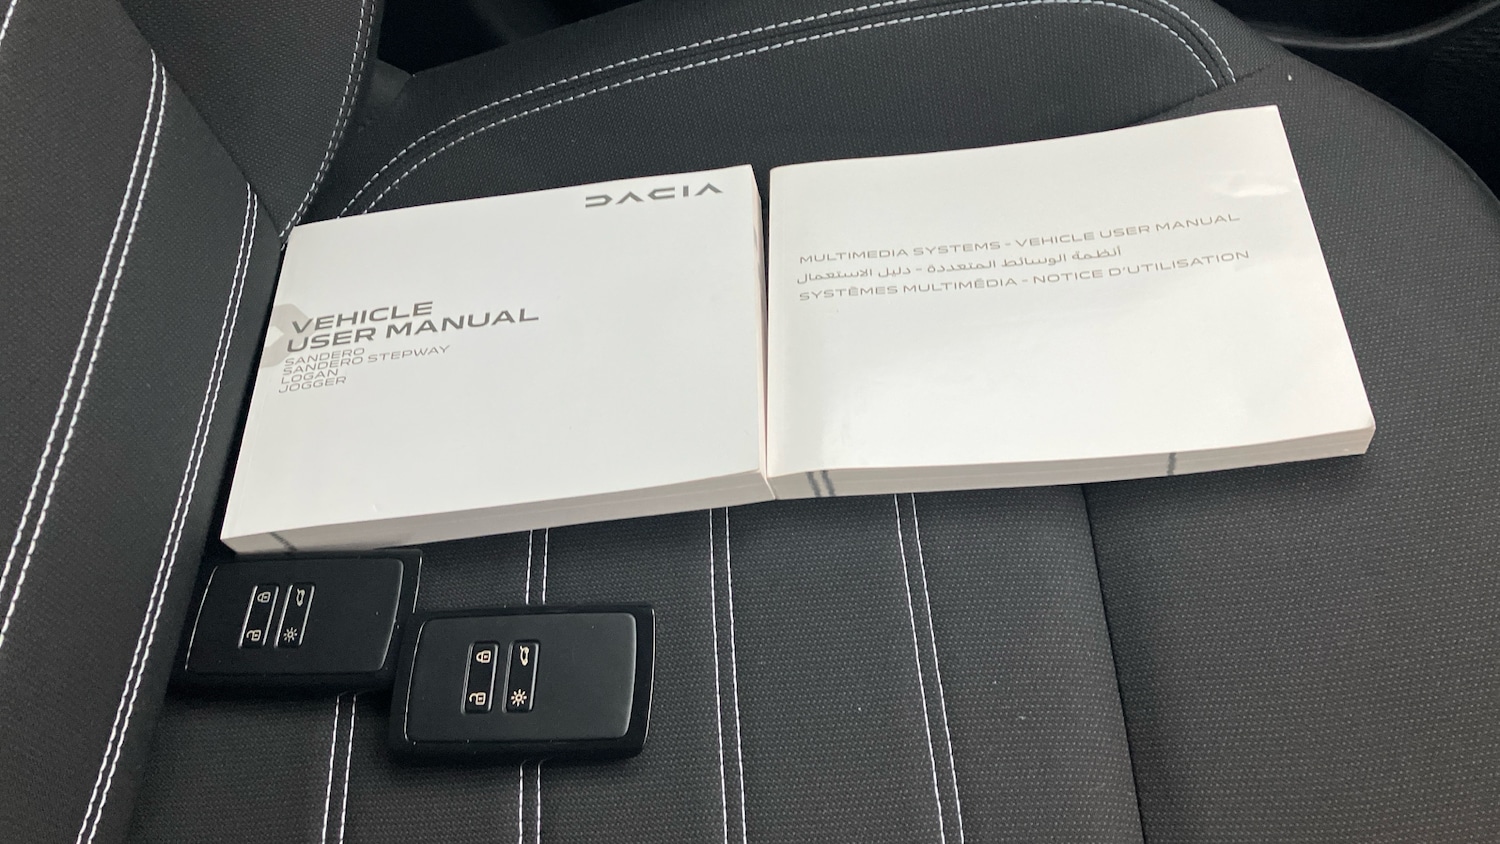 DACIA
VEHICLE
USER MANUAL
SANDERO
SANDERO STEPWAY
LOGAN
JOGGER
MULTIMEDIA SYSTEMS - VEHICLE USER MANUAL
أنظمة الوسائط المتعددة - دليل الاستعمال
SYSTÈMES MULTIMÉDIA - NOTICE D'UTILISATION